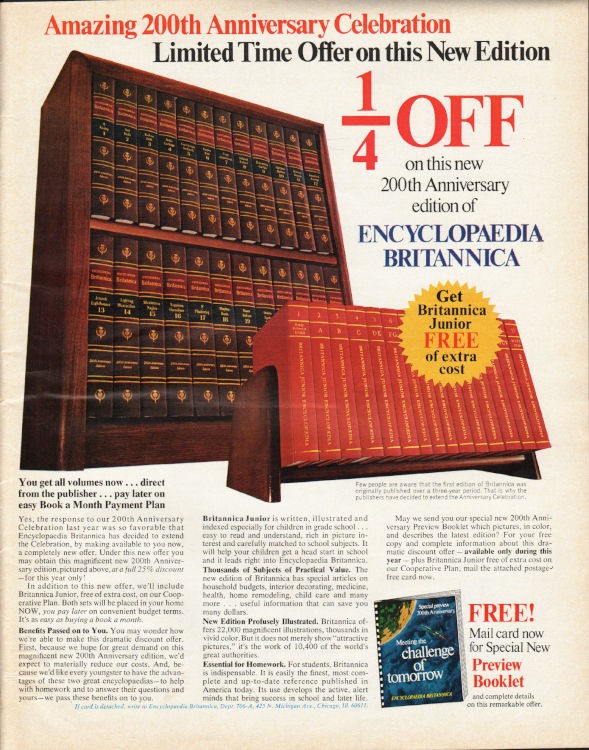 Amazing 200th Anniversary Celebration
Limited Time Offer on this New Edition
1/4 OFF
on this new
200th Anniversary
edition of
ENCYCLOPAEDIA
BRITANNICA
Get
Britannica
Junior
FREE
of extra
cost
Few people are aware that the first edition of Britannica was
originally published over a three-year period. That is why the
publishers have decided to extend the Anniversary Celebration.
You get all volumes now . . . direct
from the publisher . . . pay later on
easy Book a Month Payment Plan
Yes, the response to our 200th Anniversary
Celebration last year was so favorable that
Encyclopaedia Britannica has decided to extend
the Celebration, by making available to you now,
a completely new offer. Under this new offer you
may obtain this magnificent new 200th Anniver-
sary edition, pictured above, at a full 25% discount
—for this year only!
In addition to this new offer, we'll include
Britannica Junior, free of extra cost, on our Coop-
erative Plan. Both sets will be placed in your home
NOW, you pay later on convenient budget terms.
It's as easy as buying a book a month.
Benefits Passed on to You. You may wonder how
we're able to make this dramatic discount offer.
First, because we hope for great demand on this
magnificent new 200th Anniversary edition, we'd
expect to materially reduce our costs. And, be-
cause we'd like every youngster to have the advan-
tages of these two great encyclopaedias—to help
with homework and to answer their questions and
yours—we pass these benefits on to you.
Britannica Junior is written, illustrated and
indexed especially for children in grade school . . .
easy to read and understand, rich in picture in-
terest and carefully matched to school subjects. It
will help your children get a head start in school
and it leads right into Encyclopaedia Britannica.
Thousands of Subjects of Practical Value. The
new edition of Britannica has special articles on
household budgets, interior decorating, medicine,
health, home remodeling, child care and many
more . . . useful information that can save you
many dollars.
New Edition Profusely Illustrated. Britannica of-
fers 22,000 magnificent illustrations, thousands in
vivid color. But it does not merely show "attractive
pictures," it's the work of 10,400 of the world's
great authorities.
Essential for Homework. For students, Britannica
is indispensable. It is easily the finest, most com-
plete and up-to-date reference published in
America today. Its use develops the active, alert
minds that bring success in school and later life.
May we send you our special new 200th Anni-
versary Preview Booklet which pictures, in color,
and describes the latest edition? For your free
copy and complete information about this dra-
matic discount offer—available only during this
year—plus Britannica Junior free of extra cost on
our Cooperative Plan, mail the attached postage-
free card now.
Special preview
200th Anniversary
Meeting the
challenge
of
tomorrow
ENCYCLOPAEDIA BRITANNICA
FREE!
Mail card now
for Special New
Preview
Booklet
and complete details
on this remarkable offer.
If card is detached, write to Encyclopaedia Britannica, Dept. 706-A, 425 N. Michigan Ave., Chicago, Ill. 60611.